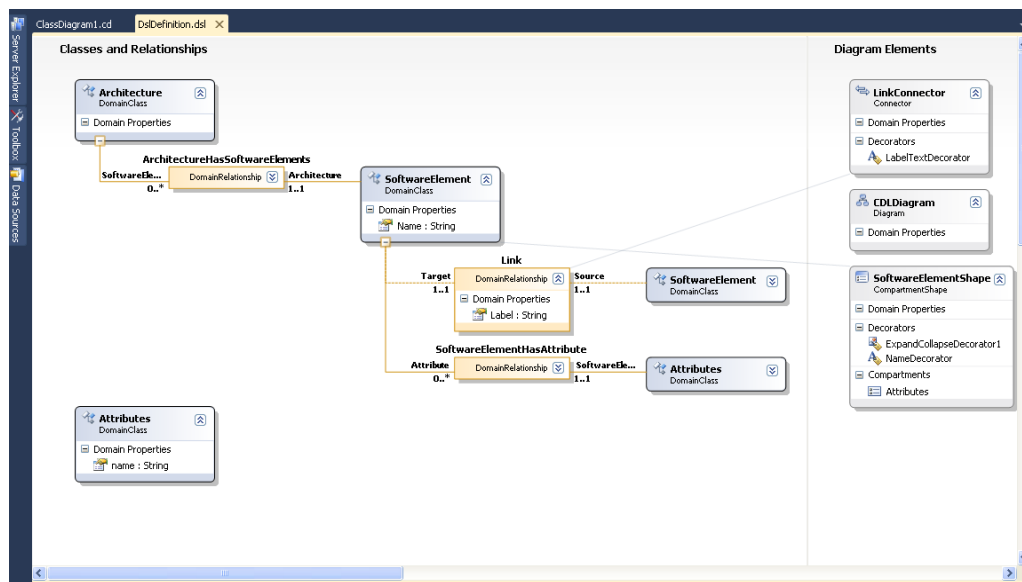 ClassDiagram1.cd
DslDefinition.dsl
Server Explorer
Toolbox
Data Sources
Classes and Relationships
Diagram Elements
Architecture
DomainClass
Domain Properties
ArchitectureHasSoftwareElements
SoftwareEle...
0..*
DomainRelationship
Architecture
1..1
SoftwareElement
DomainClass
Domain Properties
Name : String
Link
Target
1..1
DomainRelationship
Source
1..1
Domain Properties
Label : String
SoftwareElement
DomainClass
SoftwareElementHasAttribute
Attribute
0..*
DomainRelationship
SoftwareEle...
1..1
Attributes
DomainClass
Attributes
DomainClass
Domain Properties
name : String
LinkConnector
Connector
Domain Properties
Decorators
LabelTextDecorator
CDLDiagram
Diagram
Domain Properties
SoftwareElementShape
CompartmentShape
Domain Properties
Decorators
ExpandCollapseDecorator1
NameDecorator
Compartments
Attributes